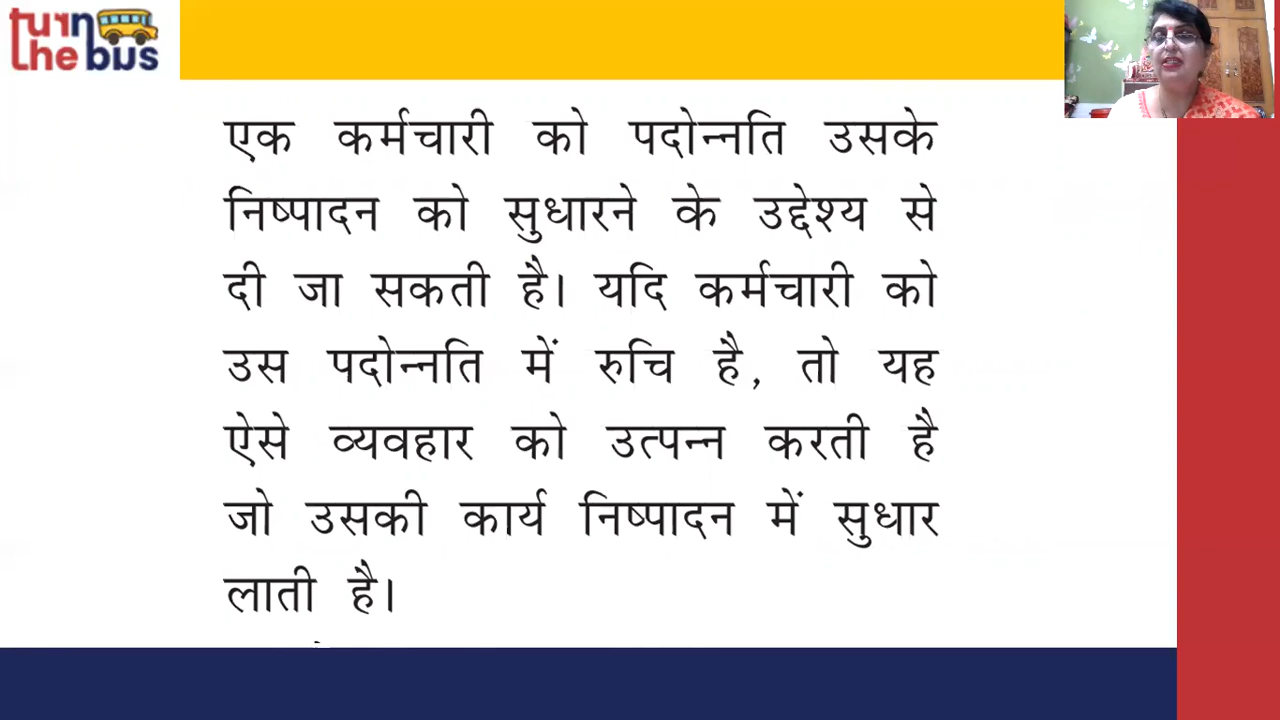 turn
the bus
एक कर्मचारी को पदोन्नति उसके
निष्पादन को सुधारने के उद्देश्य से
दी जा सकती है। यदि कर्मचारी को
उस पदोन्नति में रुचि है, तो यह
ऐसे व्यवहार को उत्पन्न करती है
जो उसकी कार्य निष्पादन में सुधार
लाती है।